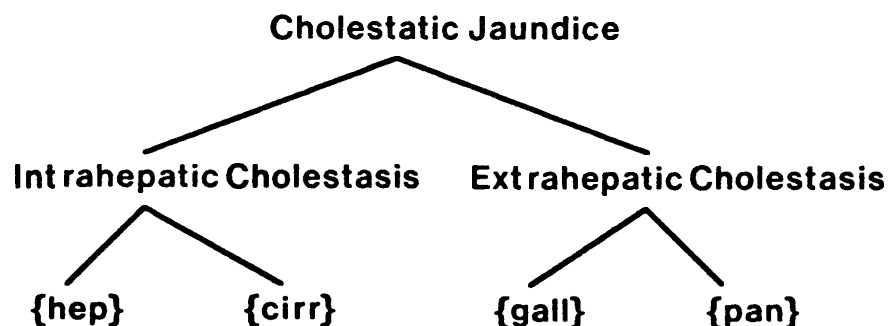 Cholestatic Jaundice
Intrahepatic Cholestasis Extrahepatic Cholestasis
{hep} {cirr} {gall} {pan}